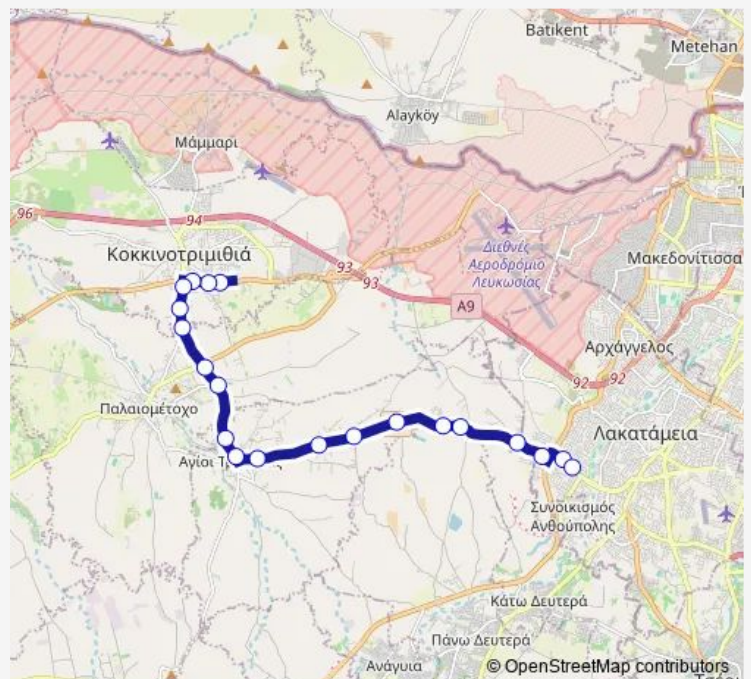 Batıkent
Metehan
Alayköy
Μάμμαρι
96
94
Κοκκινοτριμιθιά
93
93
Διεθνές
Αεροδρόμιο
Λευκωσίας
Μακεδονίτισσα
A9
Αρχάγγελος
92
92
Παλαιομέτοχο
Λακατάμεια
Αγίοι
Συνοικισμός
Ανθούπολης
Κάτω Δευτερά
Πάνω Δευτερά
Ανάγυια
© OpenStreetMap contributors